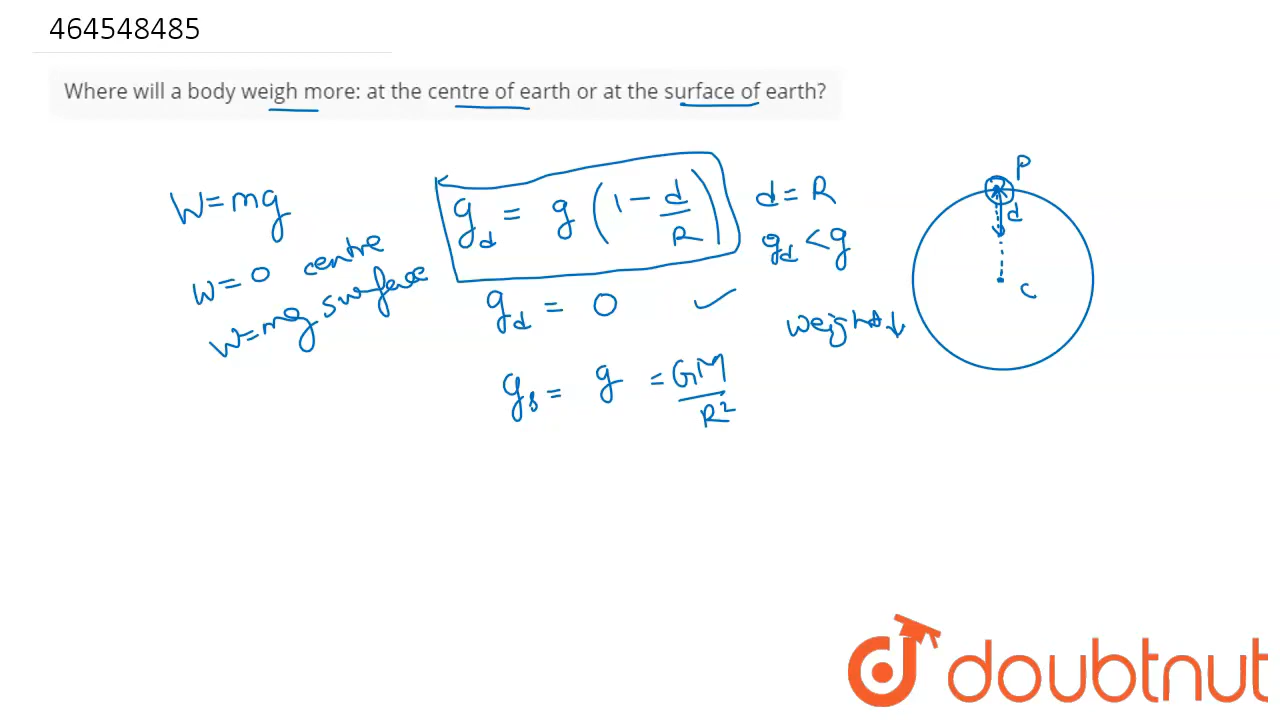 464548485
Where will a body weigh more: at the centre of earth or at the surface of earth?
W = mg
W = 0 centre
W = mg surface
g_d = g (1 - d/R)
g_d = 0 ✓
g_s = g = GM/R²
d = R
g_d < g
weight ↓
P
d
C
doubtnut